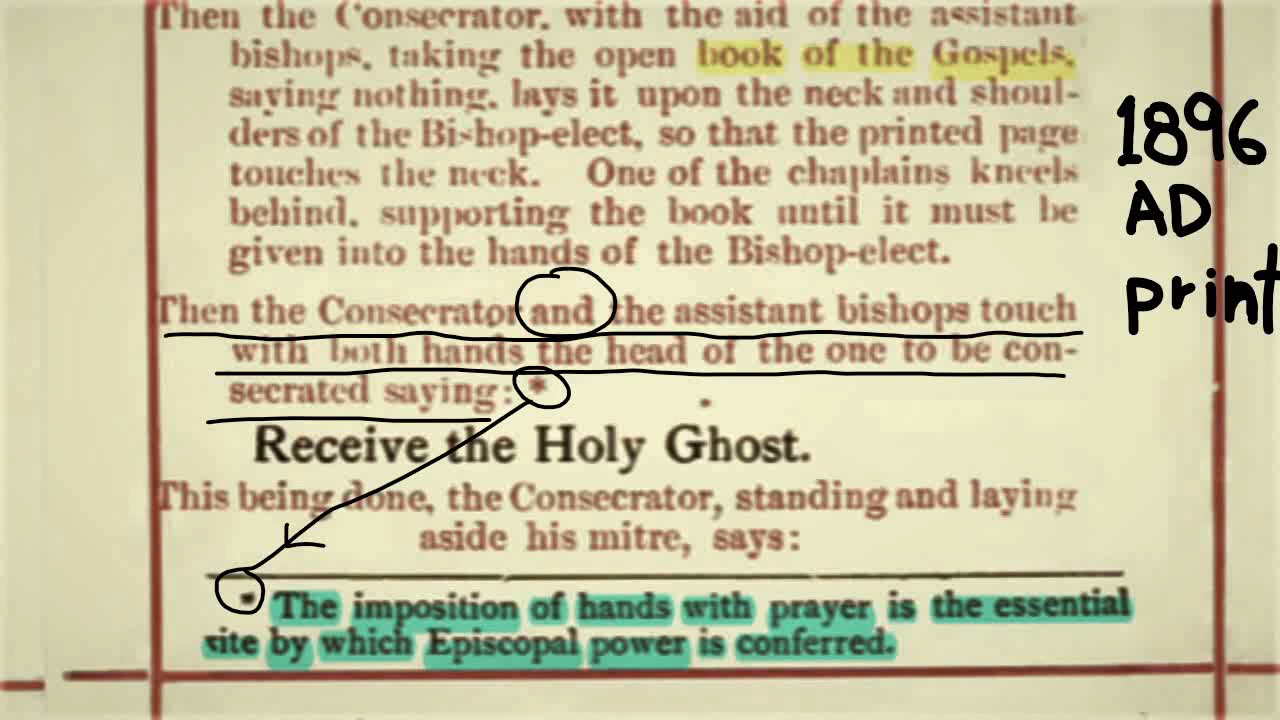 Then the Consecrator, with the aid of the assistant
bishops, taking the open book of the Gospels,
saying nothing, lays it upon the neck and shoul-
ders of the Bishop-elect, so that the printed page
touches the neck. One of the chaplains kneels
behind, supporting the book until it must be
given into the hands of the Bishop-elect.
Then the Consecrator and the assistant bishops touch
with both hands the head of the one to be con-
secrated saying: *
Receive the Holy Ghost.
This being done, the Consecrator, standing and laying
aside his mitre, says:
* The imposition of hands with prayer is the essential
rite by which Episcopal power is conferred.
1896
AD
print